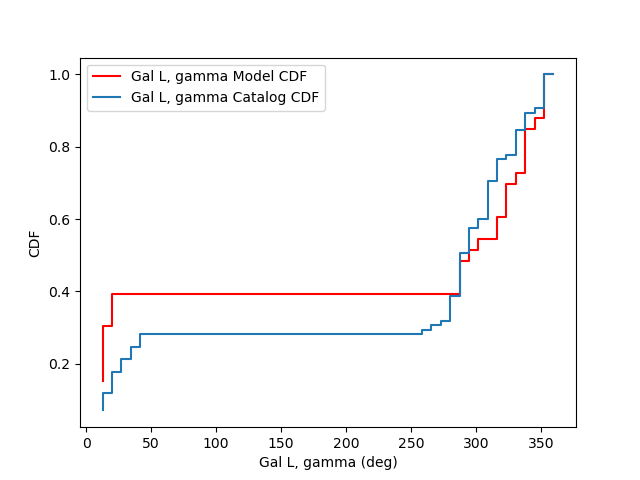 Gal L, gamma Model CDF
Gal L, gamma Catalog CDF
1.0
0.8
0.6
0.4
0.2
CDF
0 50 100 150 200 250 300 350
Gal L, gamma (deg)